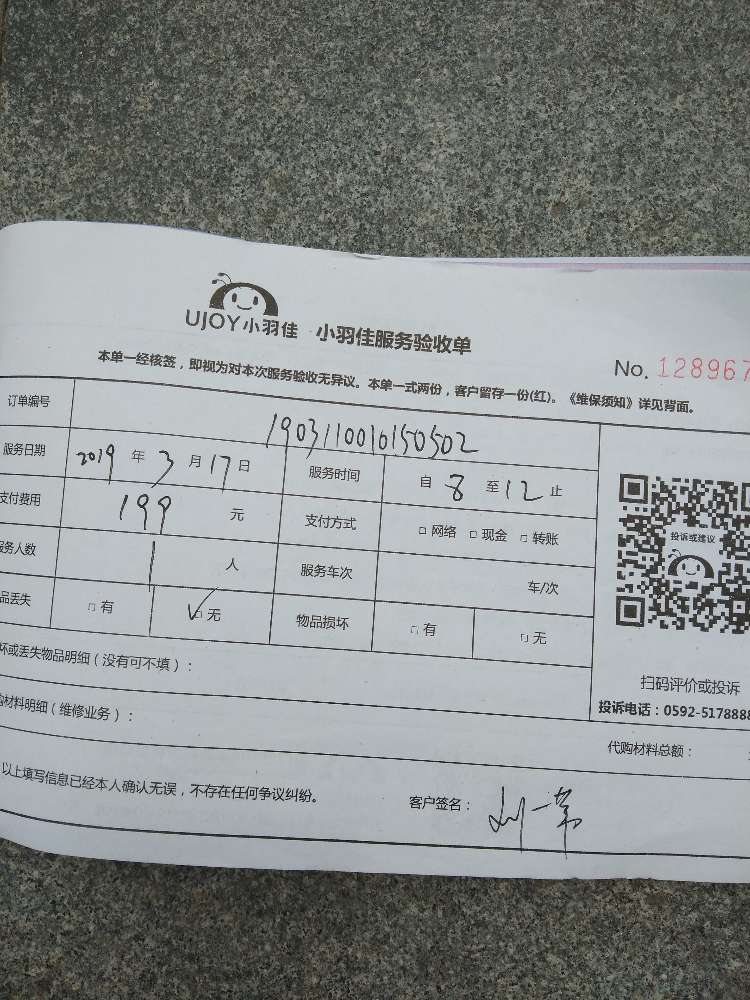 UJOY小羽佳 小羽佳服务验收单
No. 128967
本单一经核签，即视为对本次服务验收无异议。本单一式两份，客户留存一份(红)。《维保须知》详见背面。
订单编号 1903110010150502
服务日期 2019 年 3 月 17 日 服务时间 自 8 至 12 止
支付费用 199 元 支付方式 □ 网络 □ 现金 □ 转账
务人数 1 人 服务车次 车/次
品丢失 □ 有 □ 无 物品损坏 □ 有 □ 无
投诉或建议
扫码评价或投诉
投诉电话：0592-5178888
坏或丢失物品明细（没有可不填）：
材料明细（维修业务）：
代购材料总额：
以上填写信息已经本人确认无误，不存在任何争议纠纷。
客户签名： 刘一